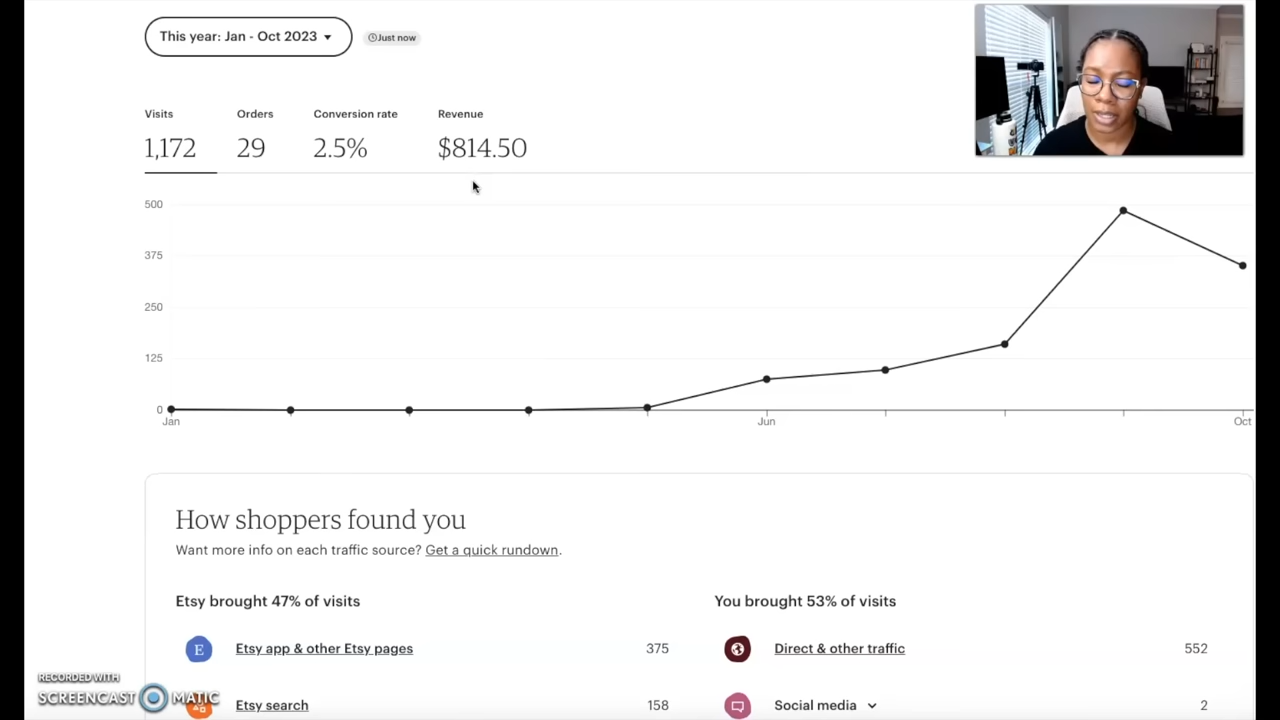 This year: Jan - Oct 2023
Just now
Visits Orders Conversion rate Revenue
1,172 29 2.5% $814.50
500
375
250
125
0
Jan Jun Oct
How shoppers found you
Want more info on each traffic source? Get a quick rundown.
Etsy brought 47% of visits
You brought 53% of visits
E Etsy app & other Etsy pages 375
Direct & other traffic 552
Etsy search 158
Social media 2
RECORDED WITH
SCREENCAST MATIC